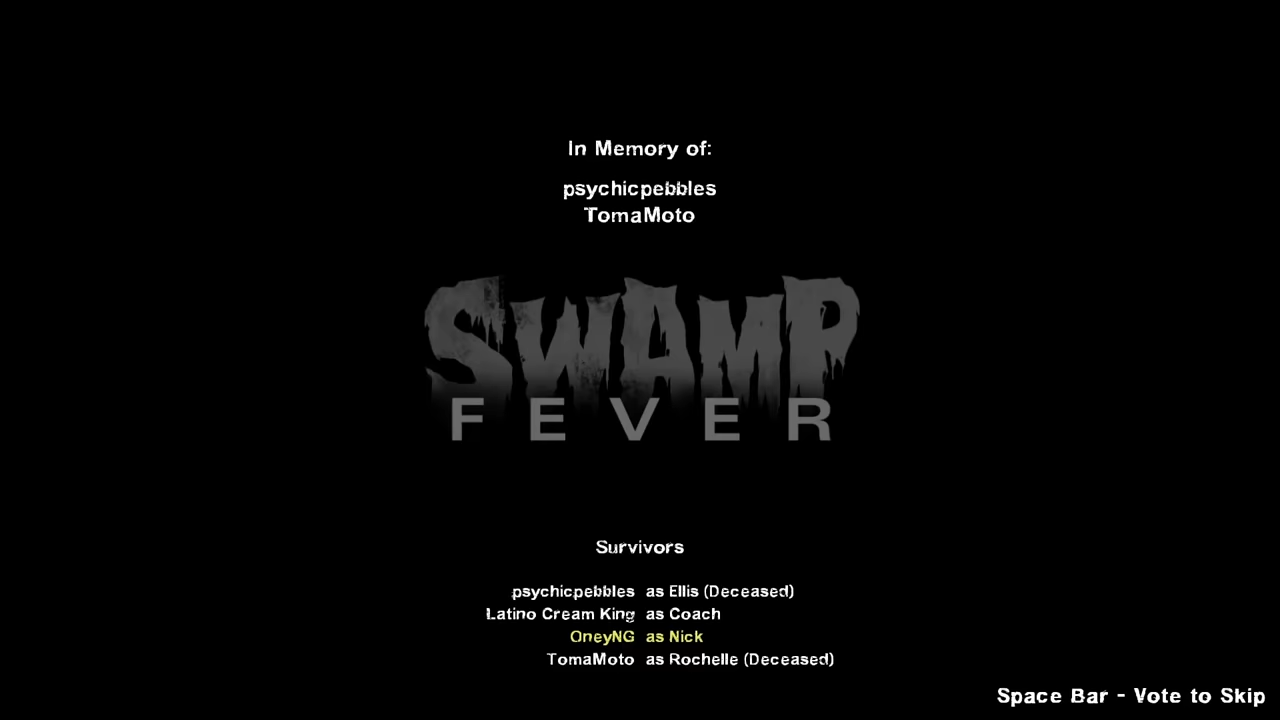 In Memory of:
psychicpebbles
TomaMoto
SWAMP
FEVER
Survivors
psychicpebbles as Ellis (Deceased)
Latino Cream King as Coach
OneyNG as Nick
TomaMoto as Rochelle (Deceased)
Space Bar - Vote to Skip